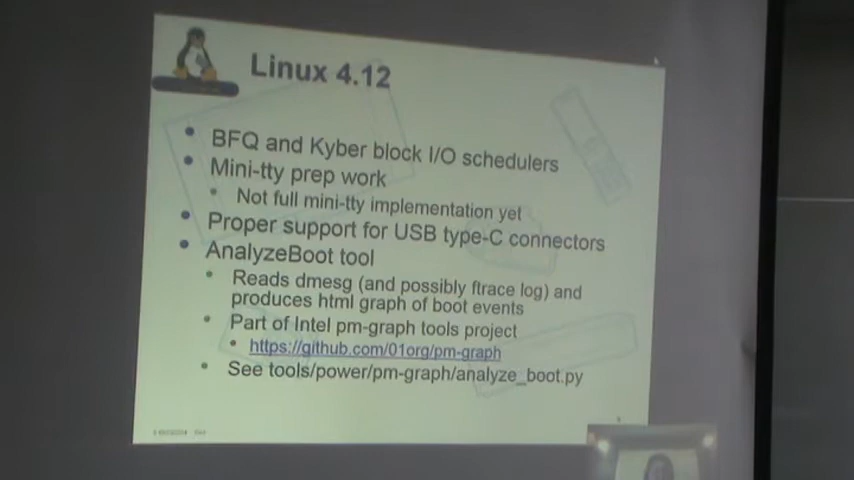 Linux 4.12
BFQ and Kyber block I/O schedulers
Mini-tty prep work
Not full mini-tty implementation yet
Proper support for USB type-C connectors
AnalyzeBoot tool
Reads dmesg (and possibly ftrace log) and
produces html graph of boot events
Part of Intel pm-graph tools project
https://github.com/01org/pm-graph
See tools/power/pm-graph/analyze_boot.py